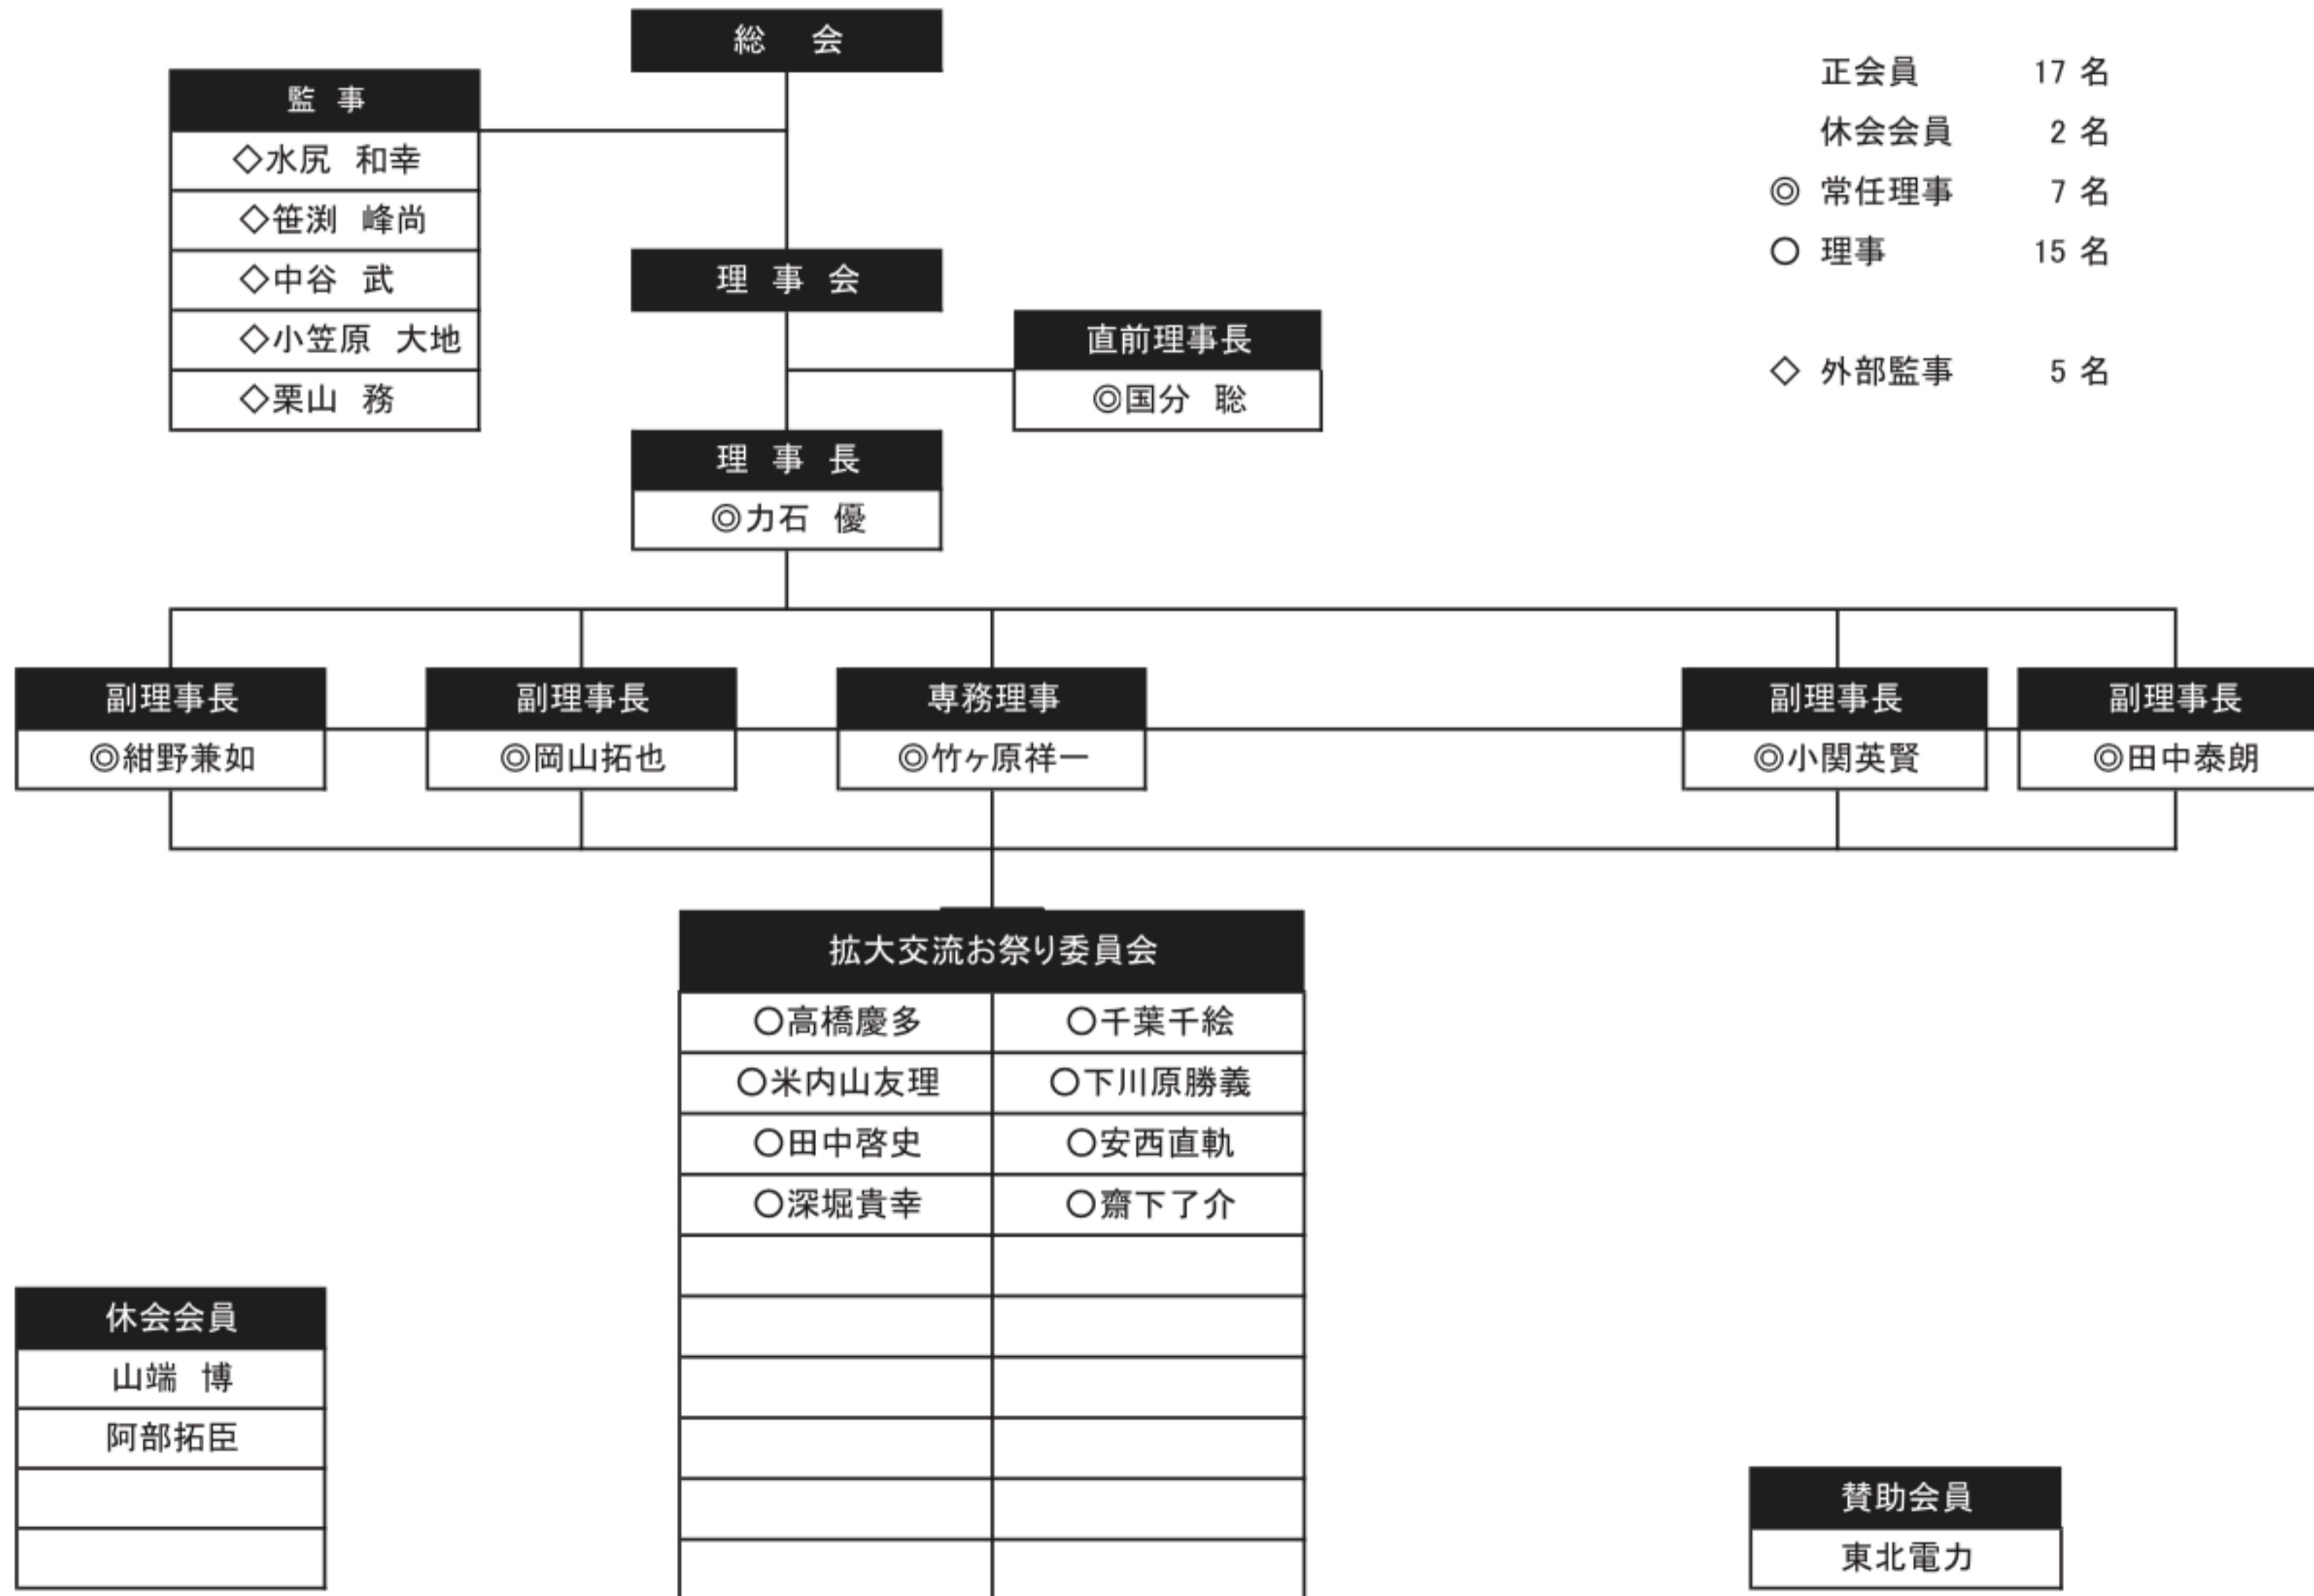 総 会
監 事
◇水尻 和幸
◇笹渕 峰尚
◇中谷 武
◇小笠原 大地
◇栗山 務
正会員 17 名
休会会員 2 名
◎ 常任理事 7 名
○ 理事 15 名
◇ 外部監事 5 名
理 事 会
直前理事長
◎国分 聡
理 事 長
◎力石 優
副理事長
◎紺野兼如
副理事長
◎岡山拓也
専務理事
◎竹ヶ原祥一
副理事長
◎小関英賢
副理事長
◎田中泰朗
拡大交流お祭り委員会
○高橋慶多 ○千葉千絵
○米内山友理 ○下川原勝義
○田中啓史 ○安西直軌
○深堀貴幸 ○齋下了介
休会会員
山端 博
阿部拓臣
賛助会員
東北電力